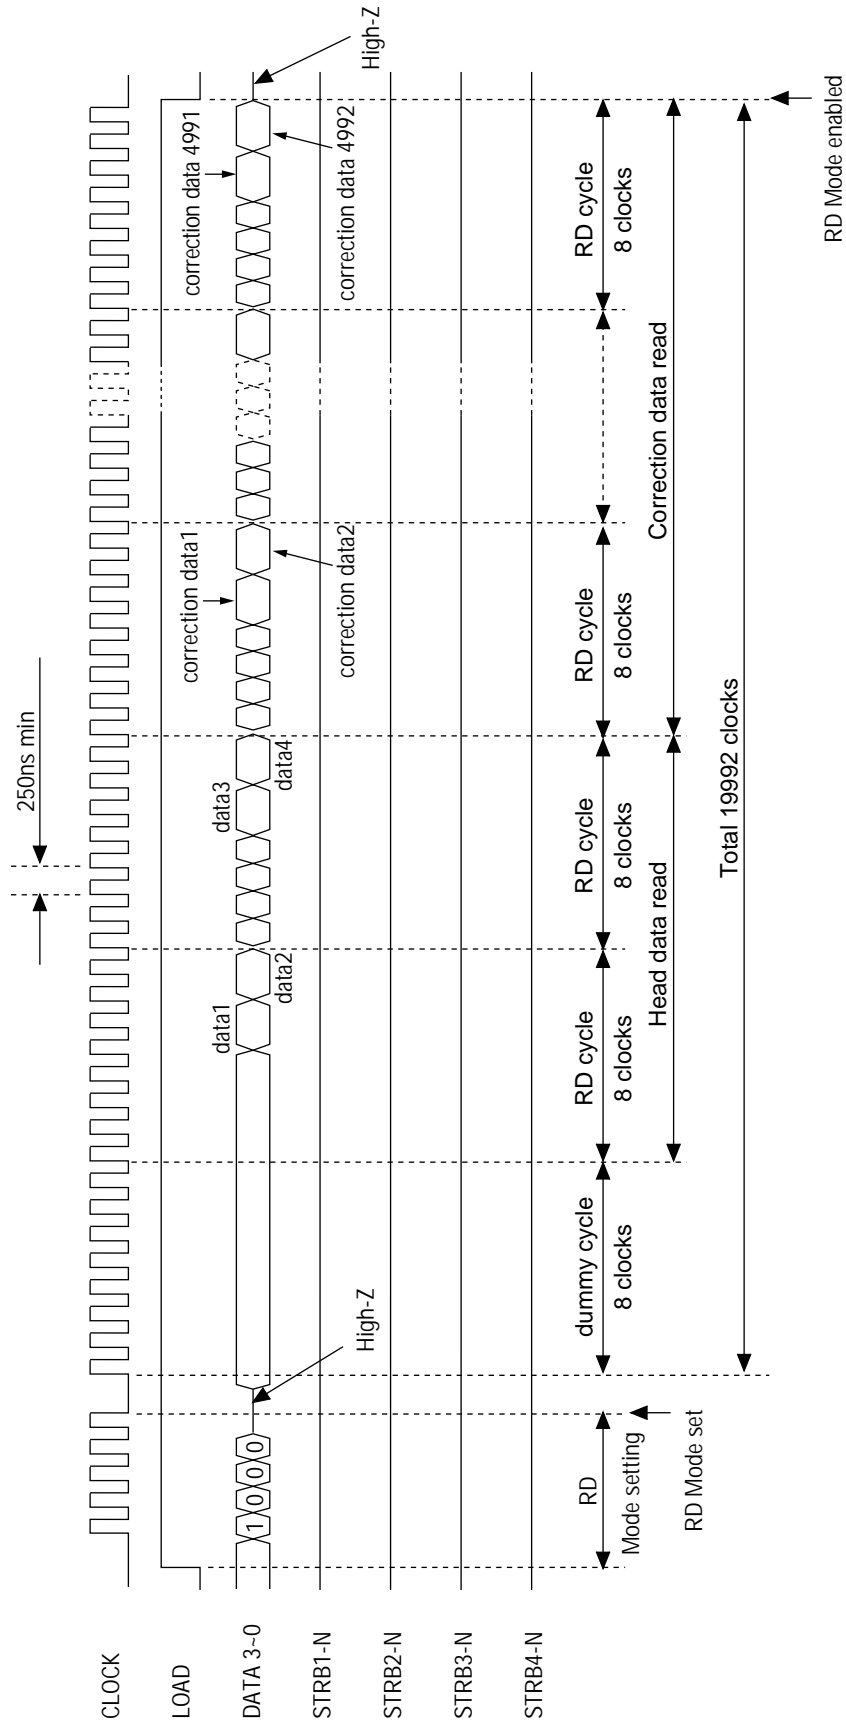 250ns min
CLOCK
LOAD
DATA 3~0
1 0 0 0 0
High-Z
data1
data2
data3
data4
correction data1
correction data2
correction data 4991
correction data 4992
High-Z
STRB1-N
STRB2-N
STRB3-N
STRB4-N
RD
Mode setting
dummy cycle
8 clocks
RD cycle
8 clocks
RD cycle
8 clocks
RD cycle
8 clocks
RD cycle
8 clocks
Head data read
Correction data read
RD Mode set
Total 19992 clocks
RD Mode enabled